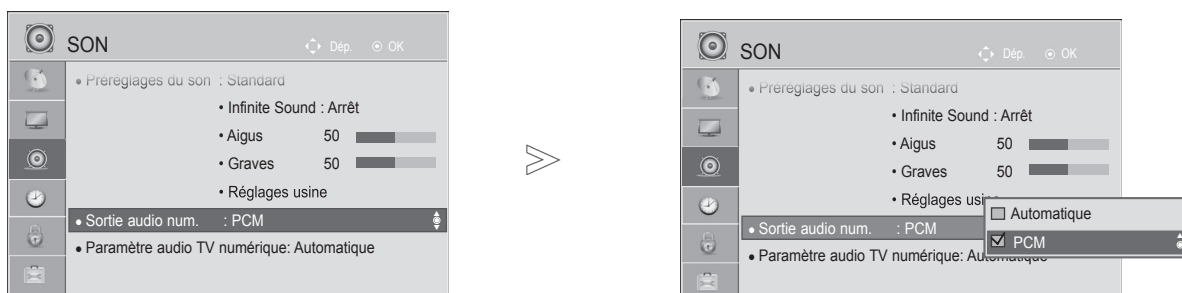 SON
Dép. OK
• Préréglages du son : Standard
• Infinite Sound : Arrêt
• Aigus 50
• Graves 50
• Réglages usine
• Sortie audio num. : PCM
• Paramètre audio TV numérique: Automatique
SON
Dép. OK
• Préréglages du son : Standard
• Infinite Sound : Arrêt
• Aigus 50
• Graves 50
• Réglages usine
Automatique
• Sortie audio num. : PCM
PCM
• Paramètre audio TV numérique: Automatique